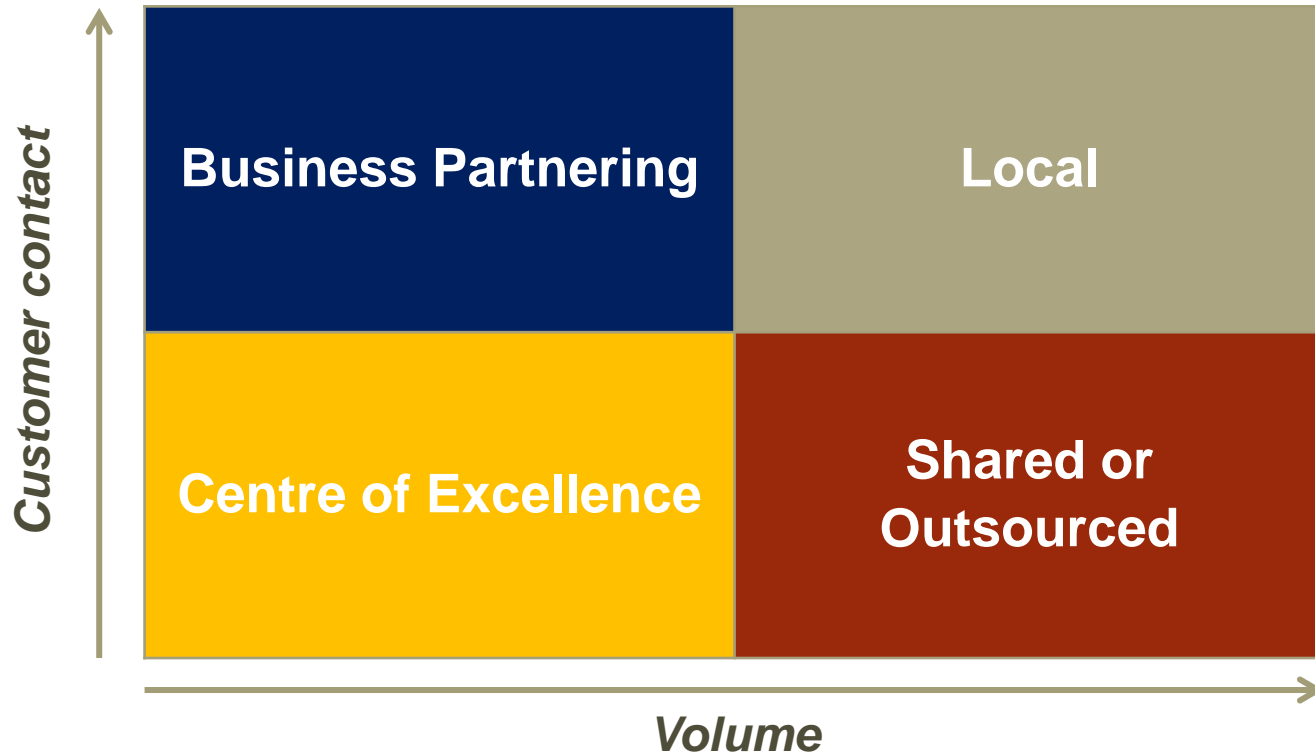 Customer contact
Business Partnering
Local
Centre of Excellence
Shared or
Outsourced
Volume